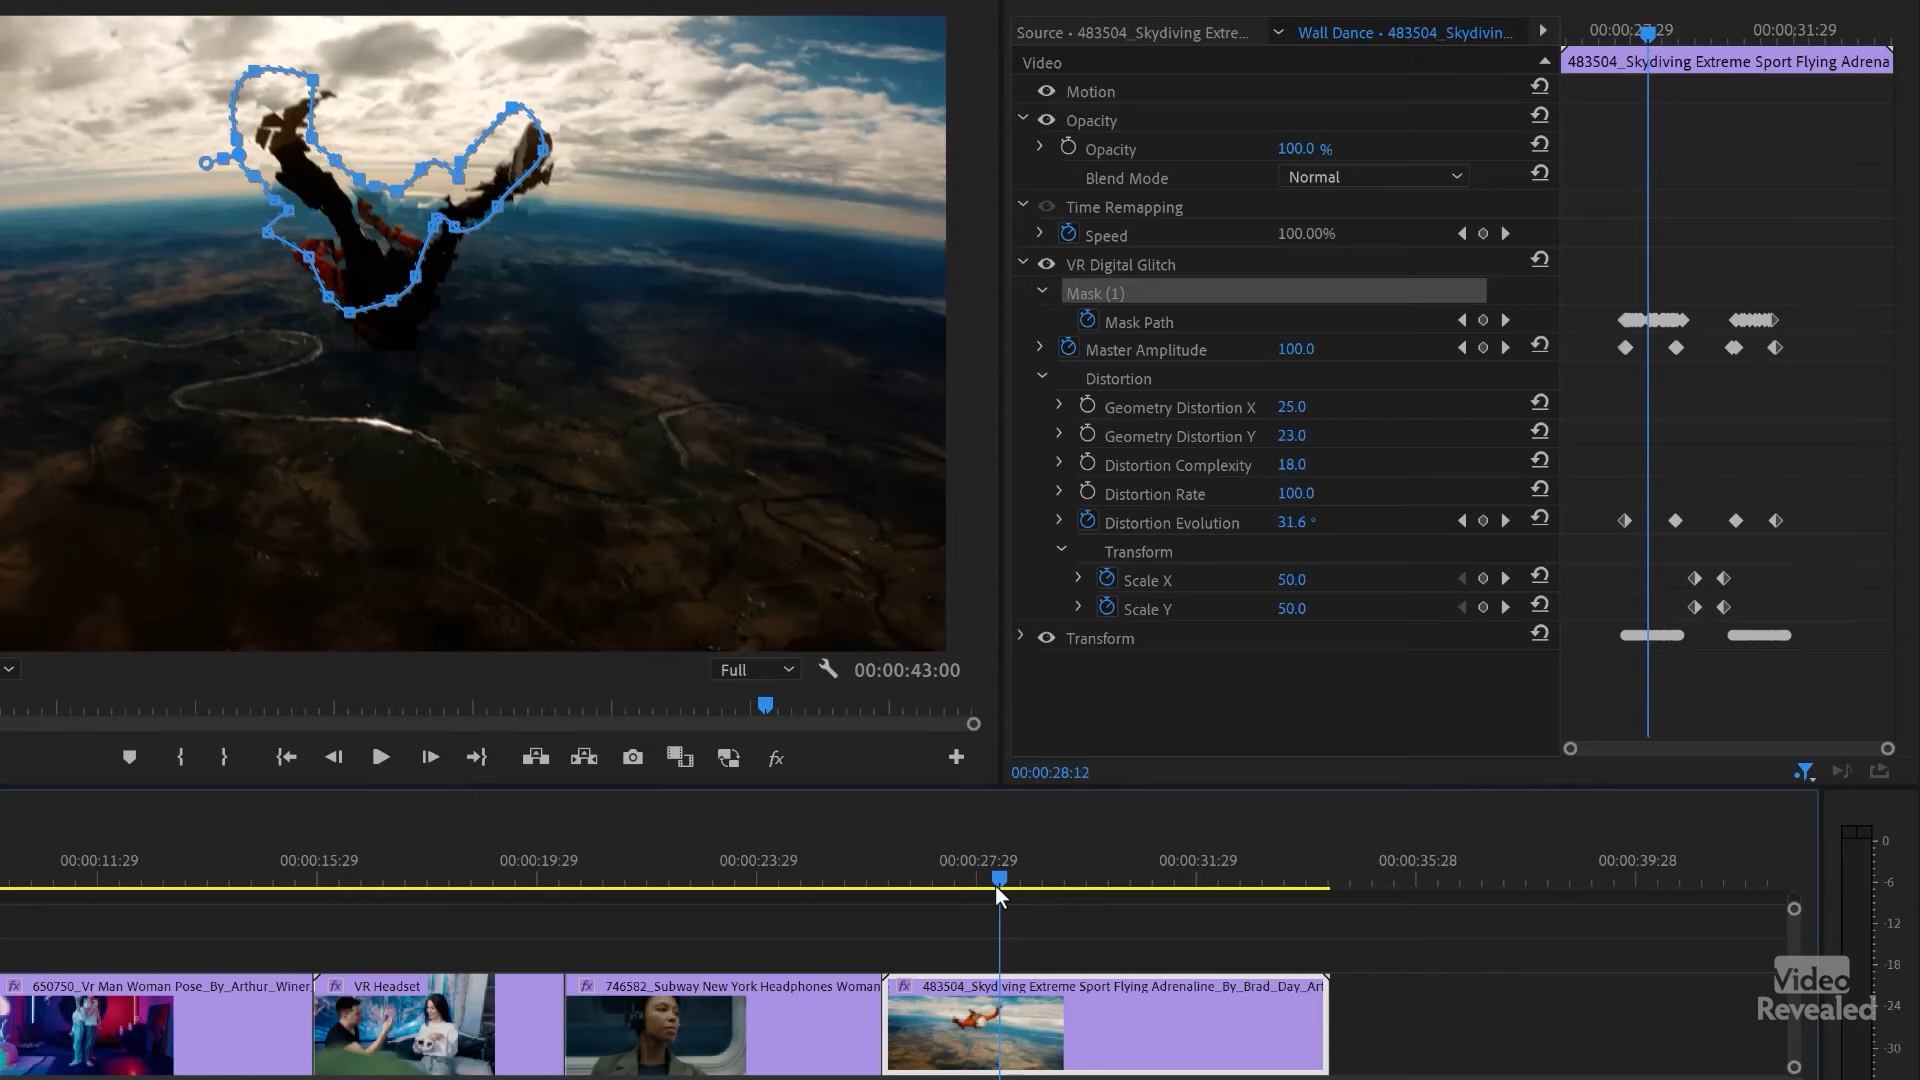 Source • 483504_Skydiving Extre...
Wall Dance • 483504_Skydivin...
00:00:27:29
00:00:31:29
483504_Skydiving Extreme Sport Flying Adrena
Video
Motion
Opacity
Opacity
100.0 %
Blend Mode
Normal
Time Remapping
Speed
100.00%
VR Digital Glitch
Mask (1)
Mask Path
Master Amplitude
100.0
Distortion
Geometry Distortion X
25.0
Geometry Distortion Y
23.0
Distortion Complexity
18.0
Distortion Rate
100.0
Distortion Evolution
31.6 °
Transform
Scale X
50.0
Scale Y
50.0
Transform
Full
00:00:43:00
fx
00:00:28:12
00:00:11:29
00:00:15:29
00:00:19:29
00:00:23:29
00:00:27:29
00:00:31:29
00:00:35:28
00:00:39:28
fx 650750_Vr Man Woman Pose_By_Arthur_Winer
fx VR Headset
fx 746582_Subway New York Headphones Woman
fx 483504_Skydiving Extreme Sport Flying Adrenaline_By_Brad_Day_Art
0
-6
-12
-18
-24
-30
Video
Revealed